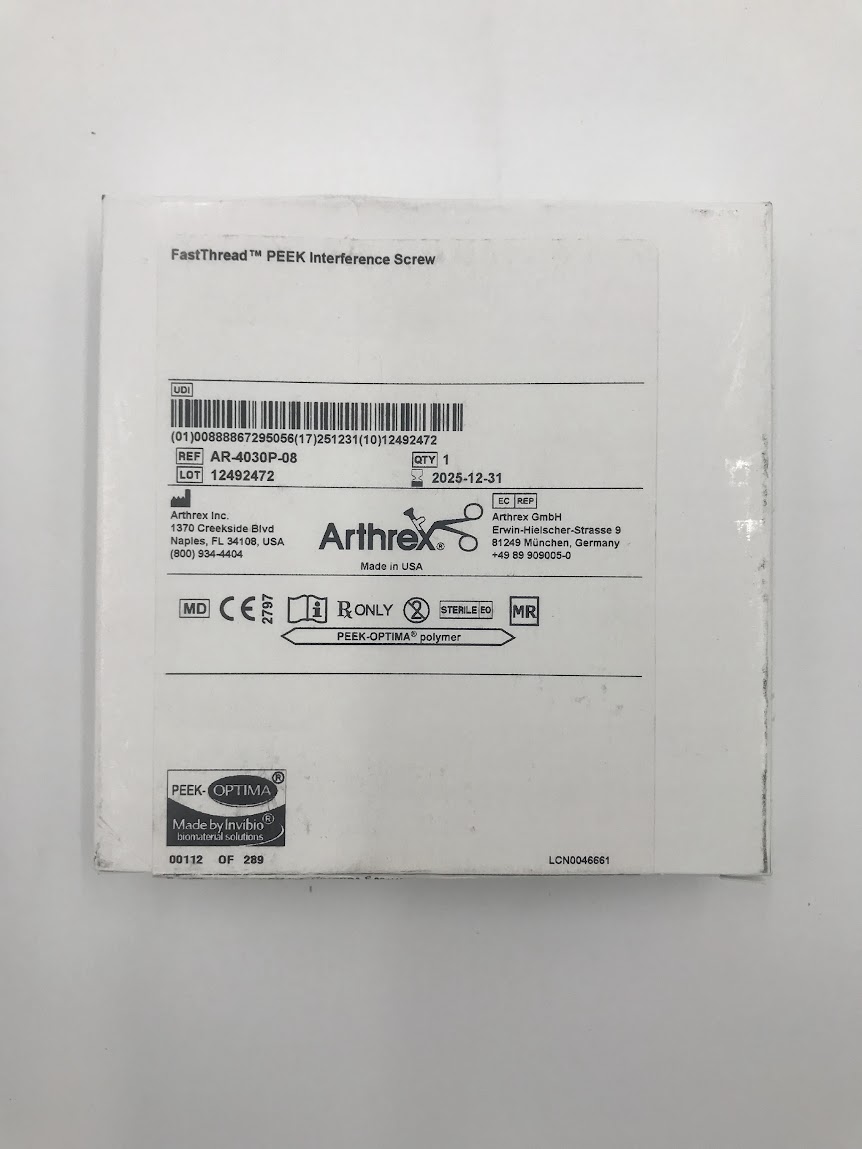 FastThread™ PEEK Interference Screw
UDI
(01)00888867295056(17)251231(10)12492472
REF AR-4030P-08 QTY 1
LOT 12492472 2025-12-31
Arthrex Inc.
1370 Creekside Blvd
Naples, FL 34108, USA
(800) 934-4404
Arthrex®
Made in USA
EC REP
Arthrex GmbH
Erwin-Hielscher-Strasse 9
81249 München, Germany
+49 89 909005-0
MD CE 2797 i ℞ ONLY 2 STERILE EO MR
PEEK-OPTIMA® polymer
PEEK-OPTIMA®
Made by Invibio®
biomaterial solutions
00112 OF 289 LCN0046661